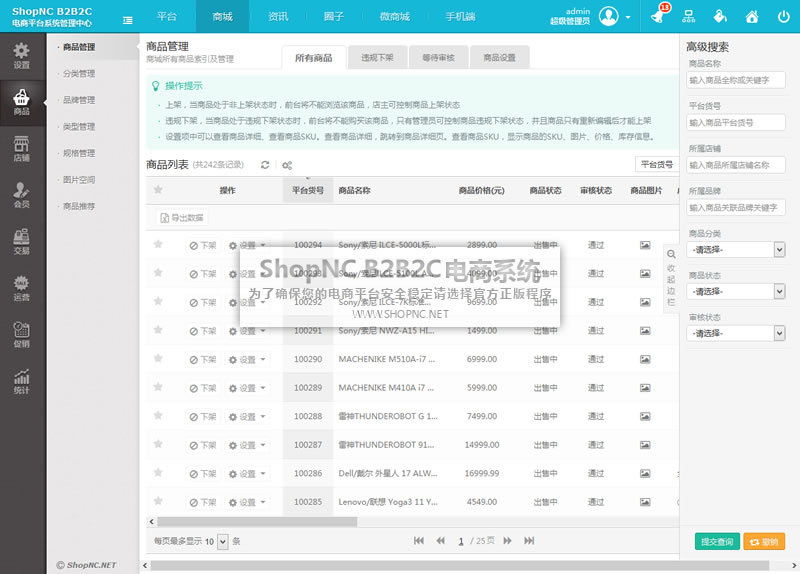 ShopNC B2B2C
电商平台系统管理中心
平台
商城
资讯
圈子
微商城
手机端
admin
超级管理员
13
设置
商品
店铺
会员
交易
运营
促销
统计
商品管理
分类管理
品牌管理
类型管理
规格管理
图片空间
商品推荐
© ShopNC.NET
商品管理
商城所有商品索引及管理
所有商品
违规下架
等待审核
商品设置
操作提示
上架,当商品处于非上架状态时,前台将不能浏览该商品,店主可控制商品上架状态
违规下架,当商品处于违规下架状态时,前台将不能购买该商品,只有管理员可控制商品违规下架状态,并且商品只有重新编辑后才能上架
设置项中可以查看商品详细、查看商品SKU。查看商品详细,跳转到商品详细页。查看商品SKU,显示商品的SKU、图片、价格、库存信息。
商品列表 (共242条记录)
平台货号
操作 平台货号 商品名称 商品价格(元) 商品状态 审核状态 商品图片
导出数据
下架 设置 100294 Sony/索尼 ILCE-5000L标... 2899.00 出售中 通过
下架 设置 100293 Sony/索尼 ILCE-5100L A... 4099.00 出售中 通过
下架 设置 100292 Sony/索尼 ILCE-7K标准... 9699.00 出售中 通过
下架 设置 100291 Sony/索尼 NWZ-A15 HI... 1499.00 出售中 通过
下架 设置 100290 MACHENIKE M510A-i7 ... 6999.00 出售中 通过
下架 设置 100289 MACHENIKE M410A i7 ... 5999.00 出售中 通过
下架 设置 100288 雷神THUNDEROBOT G 1... 7499.00 出售中 通过
下架 设置 100287 雷神THUNDEROBOT 91... 14999.00 出售中 通过
下架 设置 100286 Dell/戴尔 外星人 17 ALW... 16999.99 出售中 通过
下架 设置 100285 Lenovo/联想 Yoga3 11 Y... 4549.00 出售中 通过
ShopNC B2B2C 电商系统
为了确保您的电商平台安全稳定请选择官方正版程序
WWW.SHOPNC.NET
每页最多显示 10 条
1 / 25页
收起边栏
高级搜索
商品名称
输入商品全称或关键字
平台货号
输入商品平台货号
所属店铺
输入商品所属店铺名称
所属品牌
输入商品关联品牌关键字
商品分类
-请选择-
商品状态
-请选择-
审核状态
-请选择-
提交查询
撤销